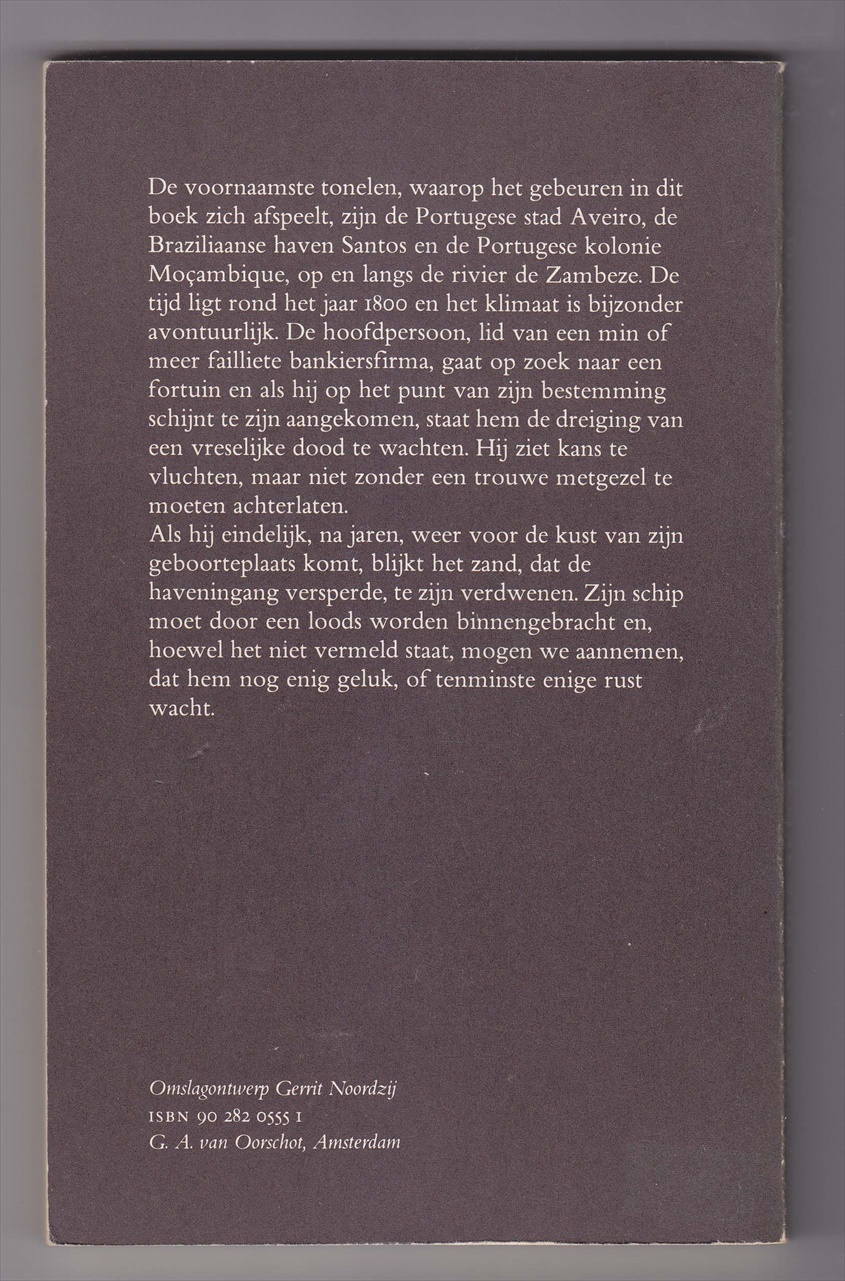 De voornaamste tonelen, waarop het gebeuren in dit
boek zich afspeelt, zijn de Portugese stad Aveiro, de
Braziliaanse haven Santos en de Portugese kolonie
Moçambique, op en langs de rivier de Zambeze. De
tijd ligt rond het jaar 1800 en het klimaat is bijzonder
avontuurlijk. De hoofdpersoon, lid van een min of
meer failliete bankiersfirma, gaat op zoek naar een
fortuin en als hij op het punt van zijn bestemming
schijnt te zijn aangekomen, staat hem de dreiging van
een vreselijke dood te wachten. Hij ziet kans te
vluchten, maar niet zonder een trouwe metgezel te
moeten achterlaten.
Als hij eindelijk, na jaren, weer voor de kust van zijn
geboorteplaats komt, blijkt het zand, dat de
haveningang versperde, te zijn verdwenen. Zijn schip
moet door een loods worden binnengebracht en,
hoewel het niet vermeld staat, mogen we aannemen,
dat hem nog enig geluk, of tenminste enige rust
wacht.
Omslagontwerp Gerrit Noordzij
ISBN 90 282 0555 1
G. A. van Oorschot, Amsterdam